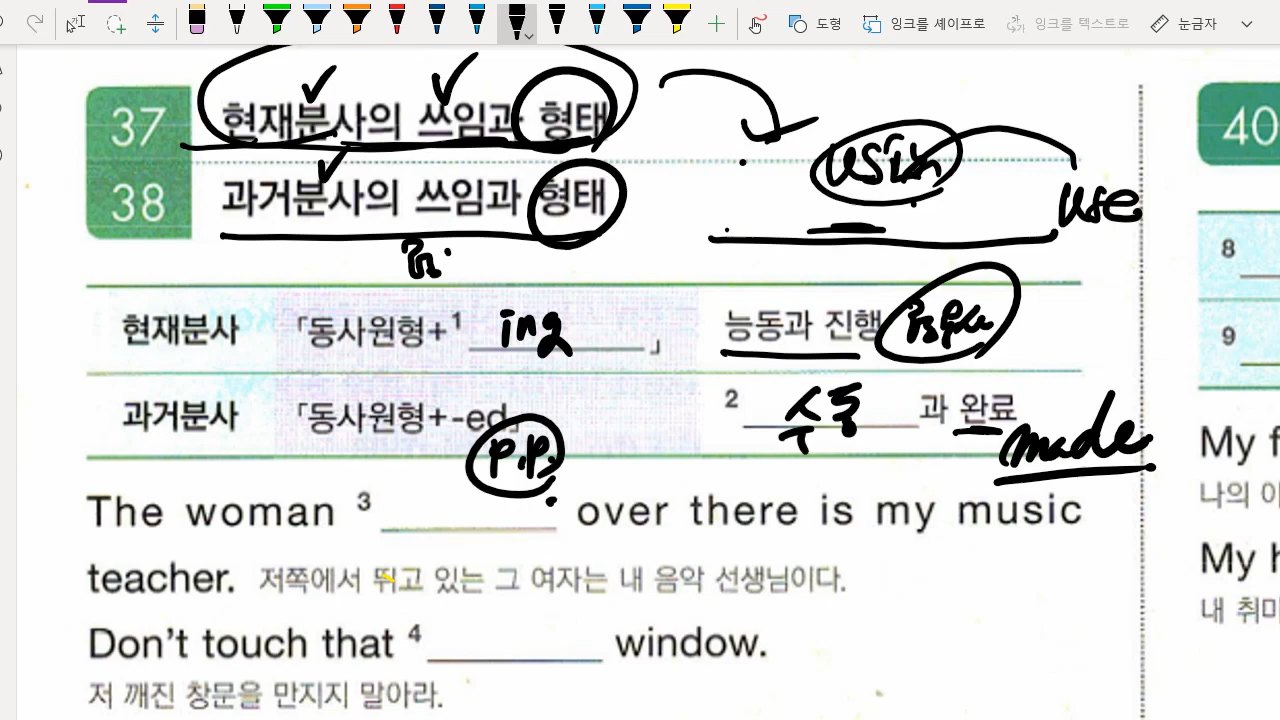 도형 잉크를 셰이프로 잉크를 텍스트로 눈금자
37 현재분사의 쓰임과 형태
38 과거분사의 쓰임과 형태
using
use
40
8
9
현재분사 「동사원형+¹ ing 」 능동과 진행
과거분사 「동사원형+-ed」 ² 수동 과 완료
p.p.
made
The woman ³ over there is my music
teacher. 저쪽에서 뛰고 있는 그 여자는 내 음악 선생님이다.
Don't touch that ⁴ window.
저 깨진 창문을 만지지 말아라.
My f
나의 아
My h
내 취미